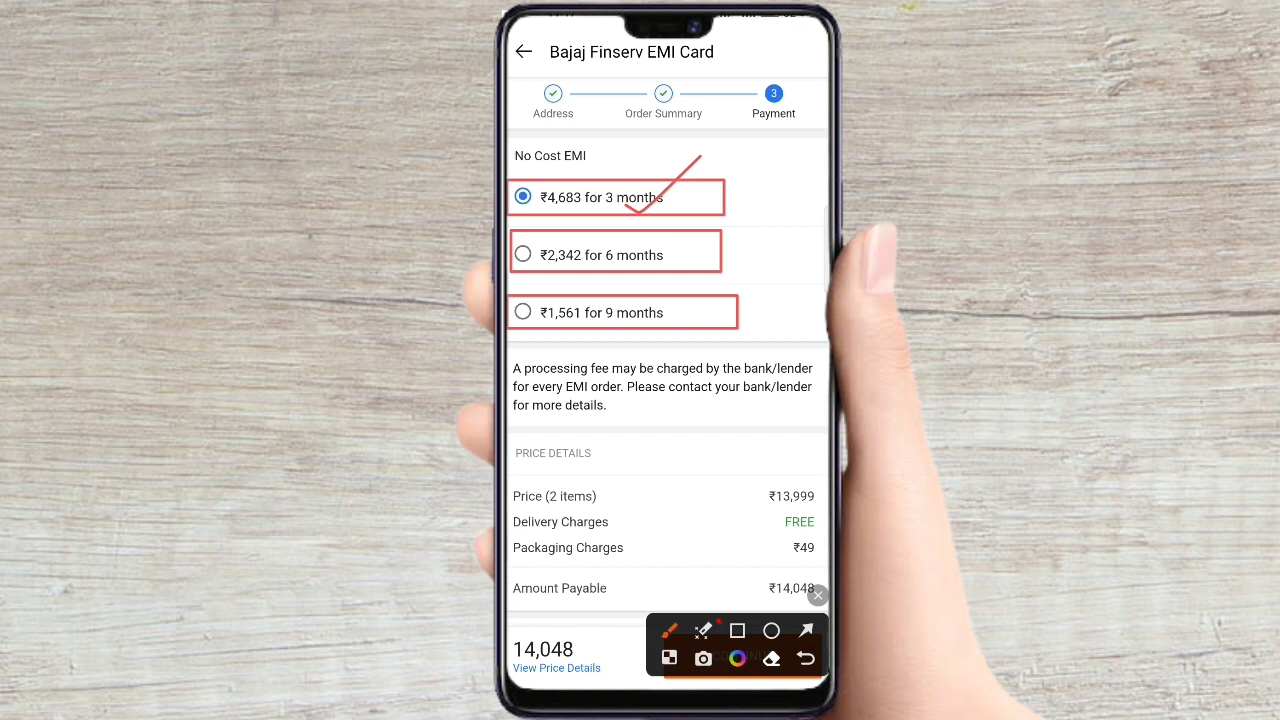 Bajaj Finserv EMI Card
3
Address
Order Summary
Payment
No Cost EMI
₹4,683 for 3 months
₹2,342 for 6 months
₹1,561 for 9 months
A processing fee may be charged by the bank/lender
for every EMI order. Please contact your bank/lender
for more details.
PRICE DETAILS
Price (2 items) ₹13,999
Delivery Charges FREE
Packaging Charges ₹49
Amount Payable ₹14,048
14,048
View Price Details